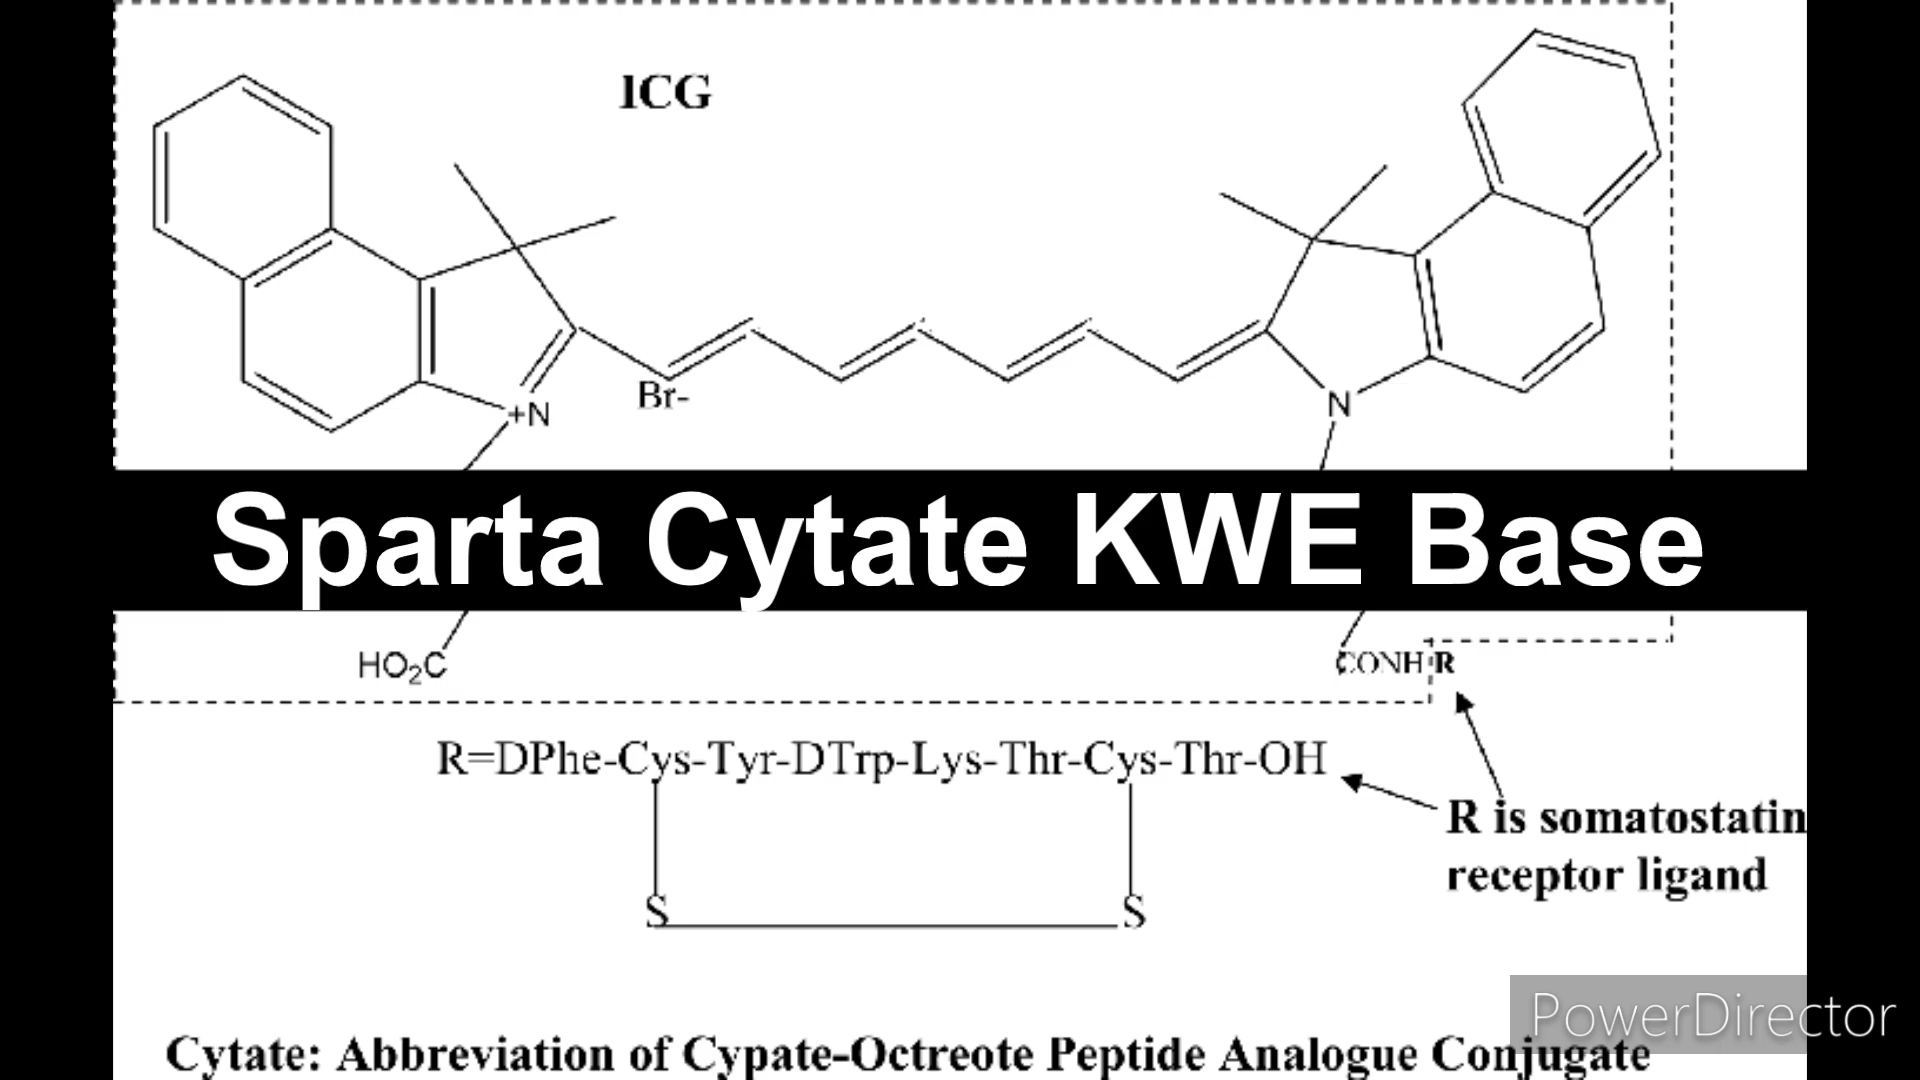 ICG
Br-
+N
N
Sparta Cytate KWE Base
HO₂C
CONH R
R=DPhe-Cys-Tyr-DTrp-Lys-Thr-Cys-Thr-OH
R is somatostatin
receptor ligand
S S
PowerDirector
Cytate: Abbreviation of Cypate-Octreote Peptide Analogue Conjugate